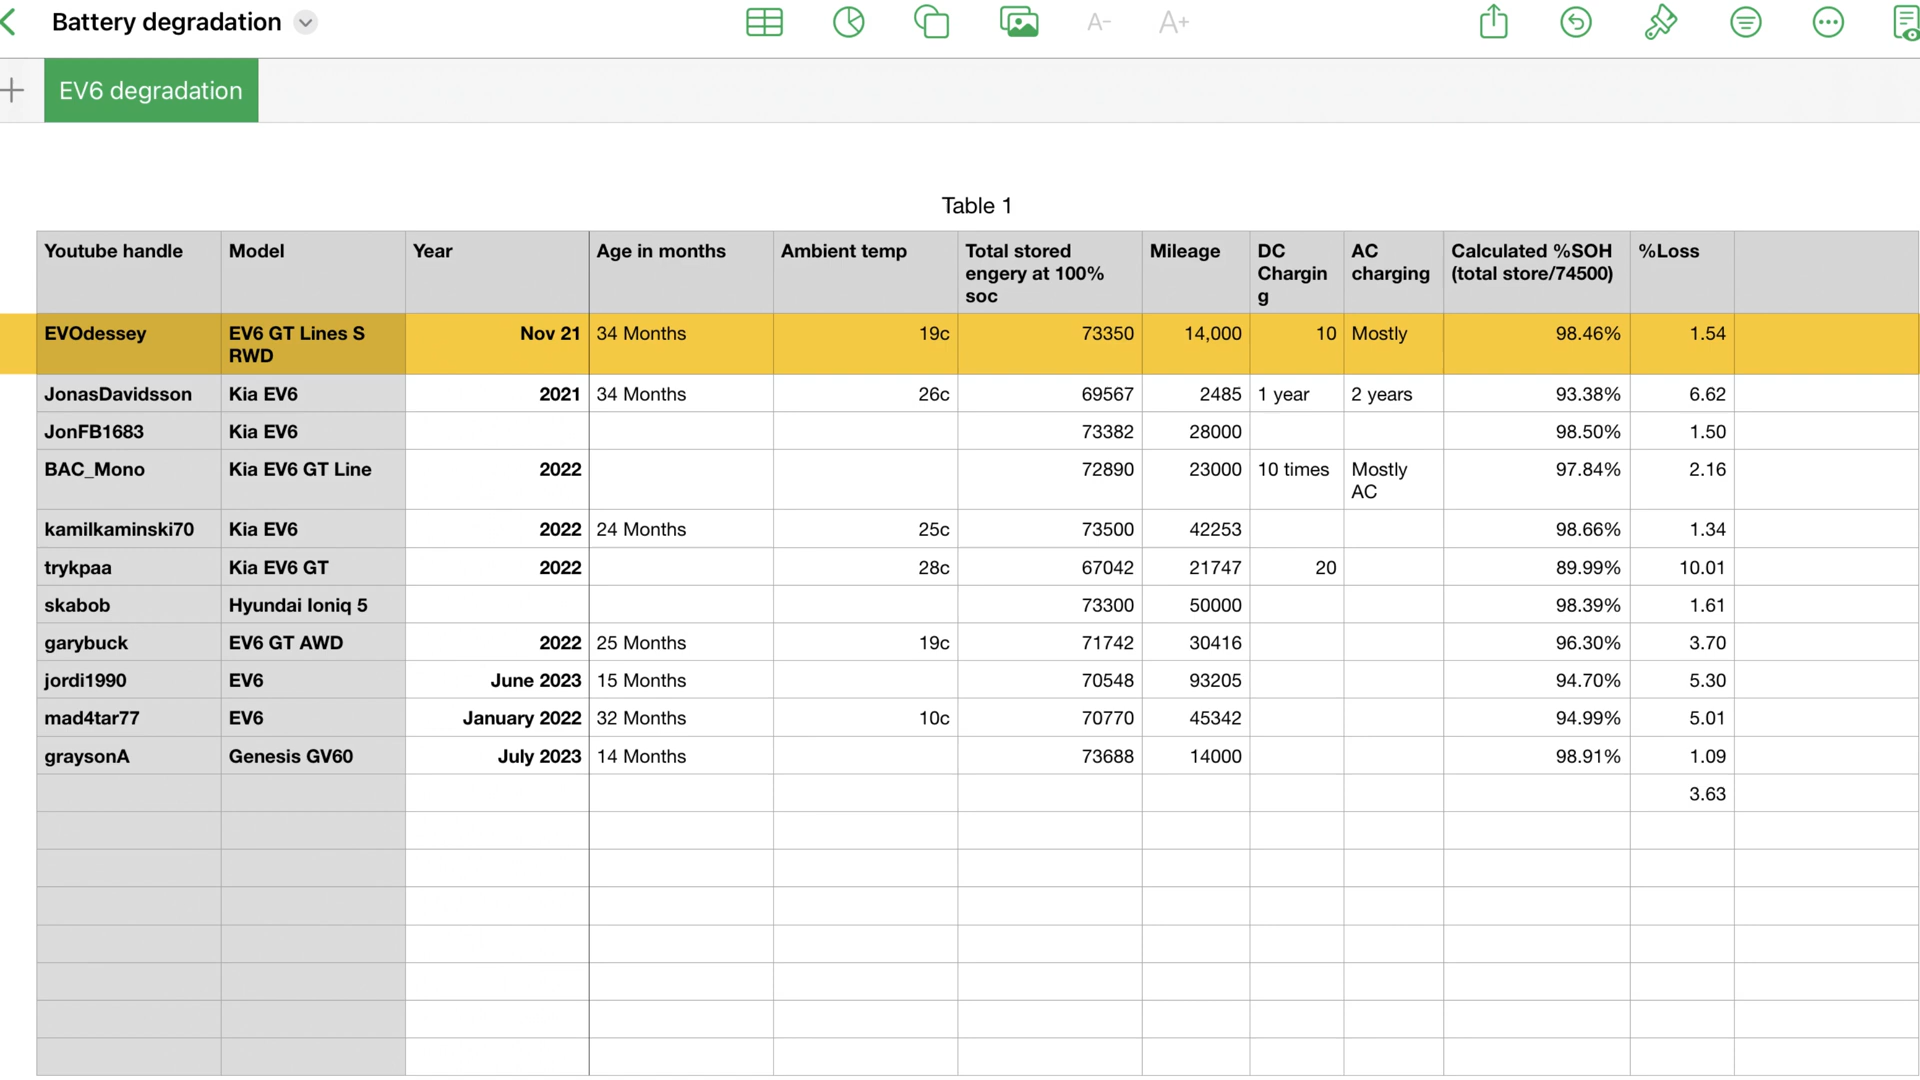 Battery degradation
A- A+
EV6 degradation
Table 1
Youtube handle Model Year Age in months Ambient temp Total stored engery at 100% soc Mileage DC Charging AC charging Calculated %SOH (total store/74500) %Loss
EVOdessey EV6 GT Lines S RWD Nov 21 34 Months 19c 73350 14,000 10 Mostly 98.46% 1.54
JonasDavidsson Kia EV6 2021 34 Months 26c 69567 2485 1 year 2 years 93.38% 6.62
JonFB1683 Kia EV6 73382 28000 98.50% 1.50
BAC_Mono Kia EV6 GT Line 2022 72890 23000 10 times Mostly AC 97.84% 2.16
kamilkaminski70 Kia EV6 2022 24 Months 25c 73500 42253 98.66% 1.34
trykpaa Kia EV6 GT 2022 28c 67042 21747 20 89.99% 10.01
skabob Hyundai Ioniq 5 73300 50000 98.39% 1.61
garybuck EV6 GT AWD 2022 25 Months 19c 71742 30416 96.30% 3.70
jordi1990 EV6 June 2023 15 Months 70548 93205 94.70% 5.30
mad4tar77 EV6 January 2022 32 Months 10c 70770 45342 94.99% 5.01
graysonA Genesis GV60 July 2023 14 Months 73688 14000 98.91% 1.09
3.63